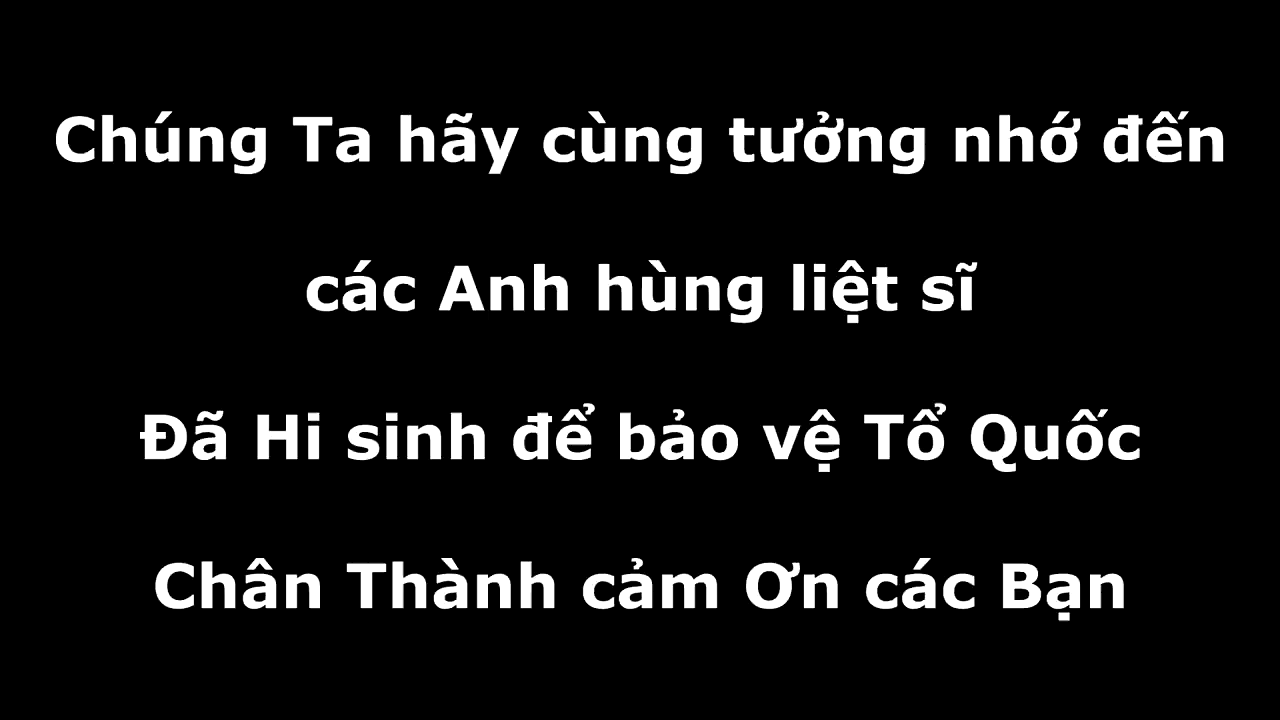 Chúng Ta hãy cùng tưởng nhớ đến
các Anh hùng liệt sĩ
Đã Hi sinh để bảo vệ Tổ Quốc
Chân Thành cảm Ơn các Bạn